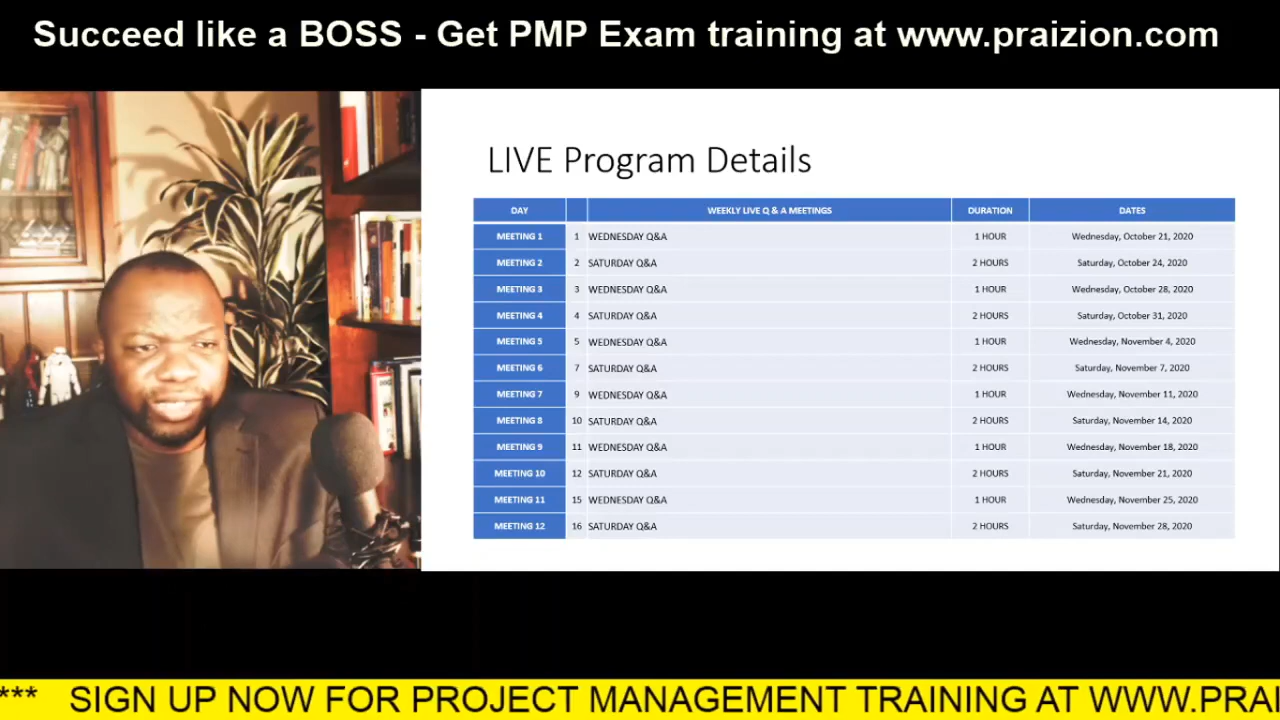 Succeed like a BOSS - Get PMP Exam training at www.praizion.com
LIVE Program Details
DAY WEEKLY LIVE Q & A MEETINGS DURATION DATES
MEETING 1 1 WEDNESDAY Q&A 1 HOUR Wednesday, October 21, 2020
MEETING 2 2 SATURDAY Q&A 2 HOURS Saturday, October 24, 2020
MEETING 3 3 WEDNESDAY Q&A 1 HOUR Wednesday, October 28, 2020
MEETING 4 4 SATURDAY Q&A 2 HOURS Saturday, October 31, 2020
MEETING 5 5 WEDNESDAY Q&A 1 HOUR Wednesday, November 4, 2020
MEETING 6 7 SATURDAY Q&A 2 HOURS Saturday, November 7, 2020
MEETING 7 9 WEDNESDAY Q&A 1 HOUR Wednesday, November 11, 2020
MEETING 8 10 SATURDAY Q&A 2 HOURS Saturday, November 14, 2020
MEETING 9 11 WEDNESDAY Q&A 1 HOUR Wednesday, November 18, 2020
MEETING 10 12 SATURDAY Q&A 2 HOURS Saturday, November 21, 2020
MEETING 11 15 WEDNESDAY Q&A 1 HOUR Wednesday, November 25, 2020
MEETING 12 16 SATURDAY Q&A 2 HOURS Saturday, November 28, 2020
*** SIGN UP NOW FOR PROJECT MANAGEMENT TRAINING AT WWW.PRAI